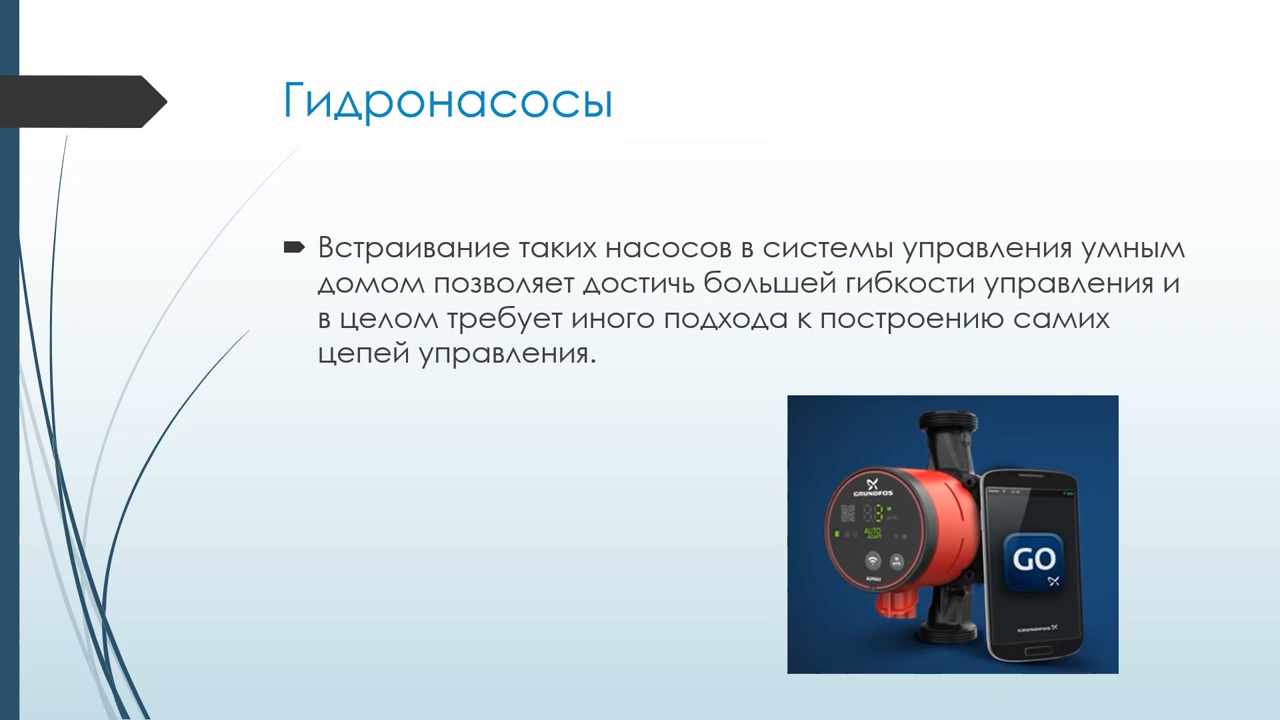 Гидронасосы
Встраивание таких насосов в системы управления умным
домом позволяет достичь большей гибкости управления и
в целом требует иного подхода к построению самих
цепей управления.
GRUNDFOS
3
AUTO
ADAPT
GO
GRUNDFOS